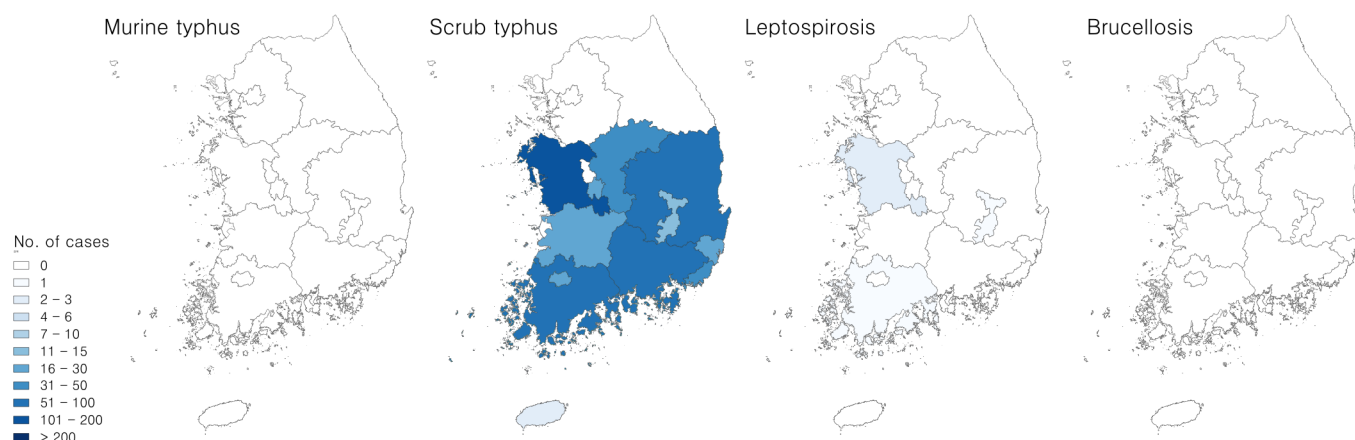 Murine typhus
Scrub typhus
Leptospirosis
Brucellosis
No. of cases
0
1
2 – 3
4 – 6
7 – 10
11 – 15
16 – 30
31 – 50
51 – 100
101 – 200
> 200